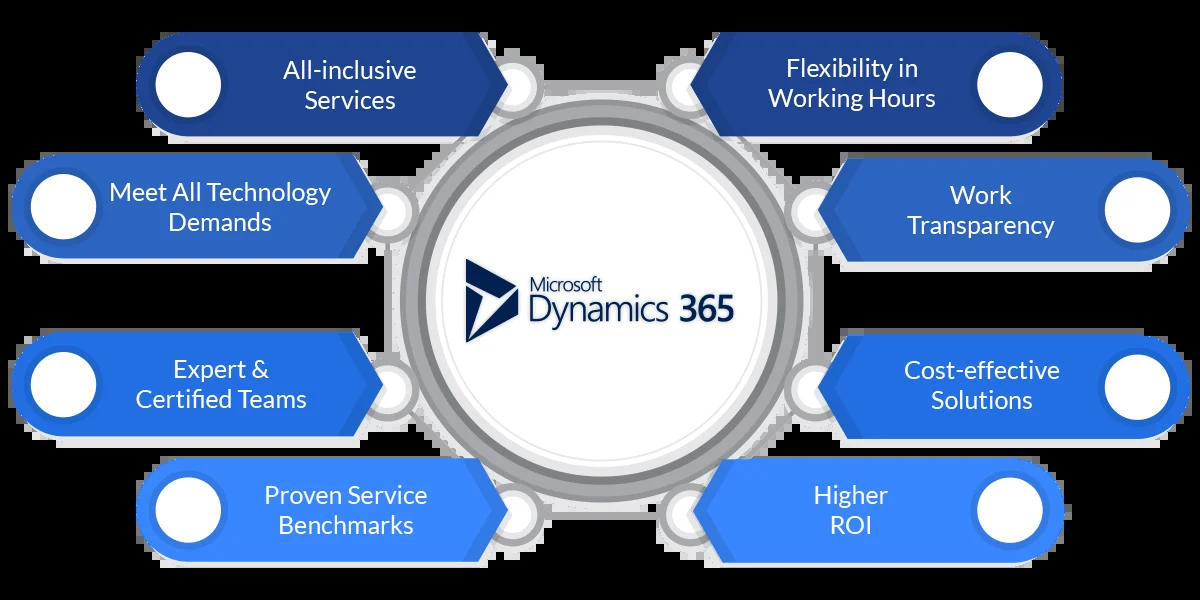 All-inclusive
Services
Flexibility in
Working Hours
Meet All Technology
Demands
Work
Transparency
Microsoft
Dynamics 365
Expert &
Certified Teams
Cost-effective
Solutions
Proven Service
Benchmarks
Higher
ROI